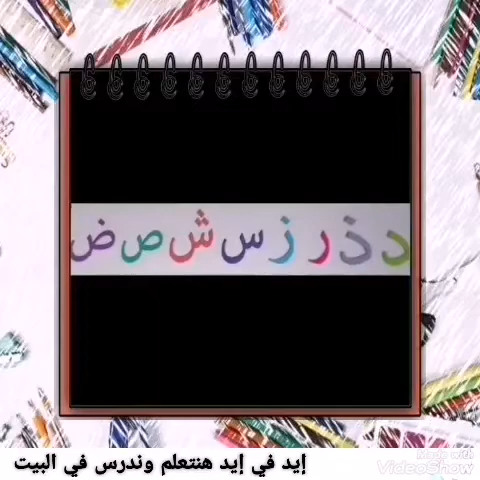 د ذ ر ز س ش ص ض
إيد في إيد هنتعلم وندرس في البيت
Made with
VideoShow